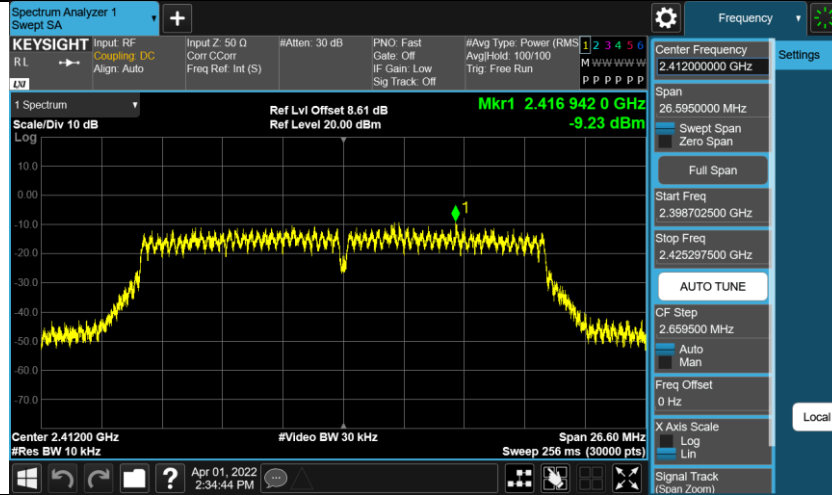 Spectrum Analyzer 1
Swept SA
+
Frequency
KEYSIGHT
RL
LXI
Input: RF
Coupling: DC
Align: Auto
Input Z: 50 Ω
Corr CCorr
Freq Ref: Int (S)
#Atten: 30 dB
PNO: Fast
Gate: Off
IF Gain: Low
Sig Track: Off
#Avg Type: Power (RMS
Avg|Hold: 100/100
Trig: Free Run
1 2 3 4 5 6
M W W W W W
P P P P P P
Settings
1 Spectrum
Scale/Div 10 dB
Log
Ref Lvl Offset 8.61 dB
Ref Level 20.00 dBm
Mkr1 2.416 942 0 GHz
-9.23 dBm
10.0
0.00
-10.0
-20.0
-30.0
-40.0
-50.0
-60.0
-70.0
1
Center 2.41200 GHz
#Res BW 10 kHz
#Video BW 30 kHz
Span 26.60 MHz
Sweep 256 ms (30000 pts)
Center Frequency
2.412000000 GHz
Span
26.5950000 MHz
Swept Span
Zero Span
Full Span
Start Freq
2.398702500 GHz
Stop Freq
2.425297500 GHz
AUTO TUNE
CF Step
2.659500 MHz
Auto
Man
Freq Offset
0 Hz
X Axis Scale
Log
Lin
Signal Track
(Span Zoom)
Local
?
Apr 01, 2022
2:34:44 PM